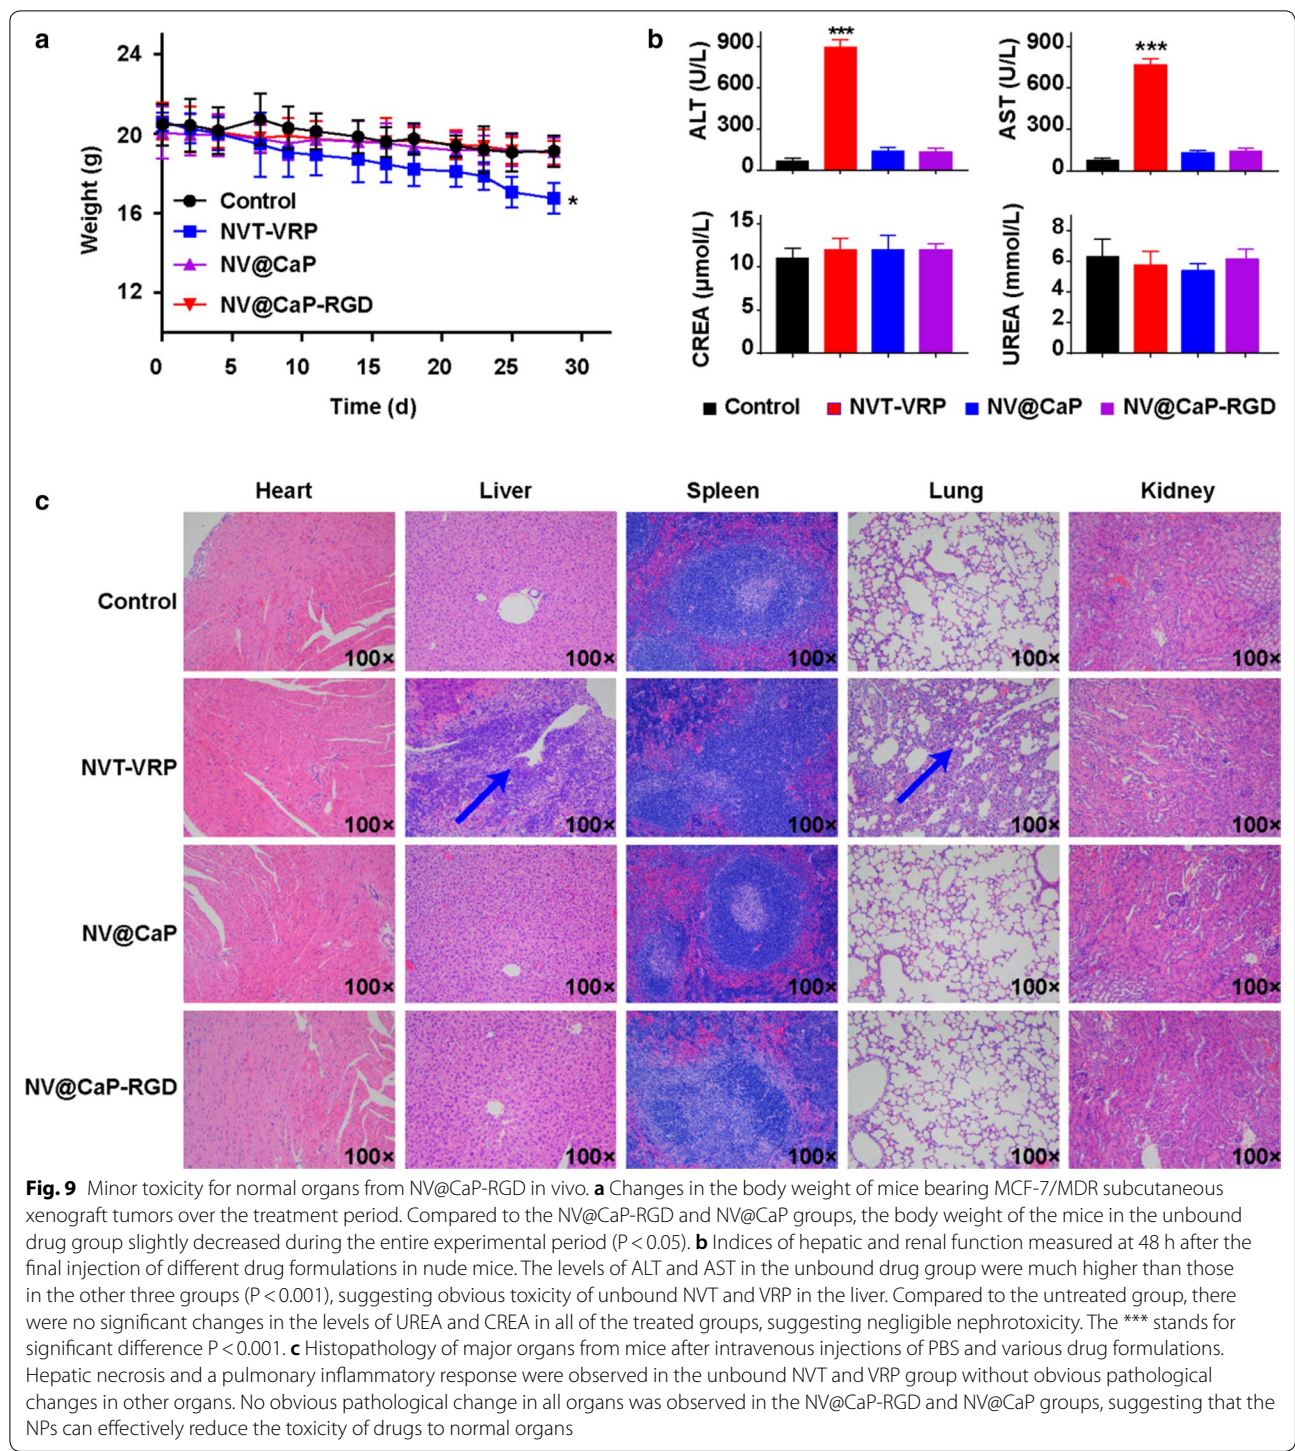 a
24
20
16
12
Weight (g)
Control
NVT-VRP
NV@CaP
NV@CaP-RGD
*
0 5 10 15 20 25 30
Time (d)
b
900
600
300
0
ALT (U/L)
***
900
600
300
0
AST (U/L)
***
15
10
5
0
CREA (µmol/L)
8
6
4
2
0
UREA (mmol/L)
Control NVT-VRP NV@CaP NV@CaP-RGD
c
Heart Liver Spleen Lung Kidney
Control
100× 100× 100× 100× 100×
NVT-VRP
100× 100× 100× 100× 100×
NV@CaP
100× 100× 100× 100× 100×
NV@CaP-RGD
100× 100× 100× 100× 100×
Fig. 9 Minor toxicity for normal organs from NV@CaP-RGD in vivo. a Changes in the body weight of mice bearing MCF-7/MDR subcutaneous
xenograft tumors over the treatment period. Compared to the NV@CaP-RGD and NV@CaP groups, the body weight of the mice in the unbound
drug group slightly decreased during the entire experimental period (P < 0.05). b Indices of hepatic and renal function measured at 48 h after the
final injection of different drug formulations in nude mice. The levels of ALT and AST in the unbound drug group were much higher than those
in the other three groups (P < 0.001), suggesting obvious toxicity of unbound NVT and VRP in the liver. Compared to the untreated group, there
were no significant changes in the levels of UREA and CREA in all of the treated groups, suggesting negligible nephrotoxicity. The *** stands for
significant difference P < 0.001. c Histopathology of major organs from mice after intravenous injections of PBS and various drug formulations.
Hepatic necrosis and a pulmonary inflammatory response were observed in the unbound NVT and VRP group without obvious pathological
changes in other organs. No obvious pathological change in all organs was observed in the NV@CaP-RGD and NV@CaP groups, suggesting that the
NPs can effectively reduce the toxicity of drugs to normal organs